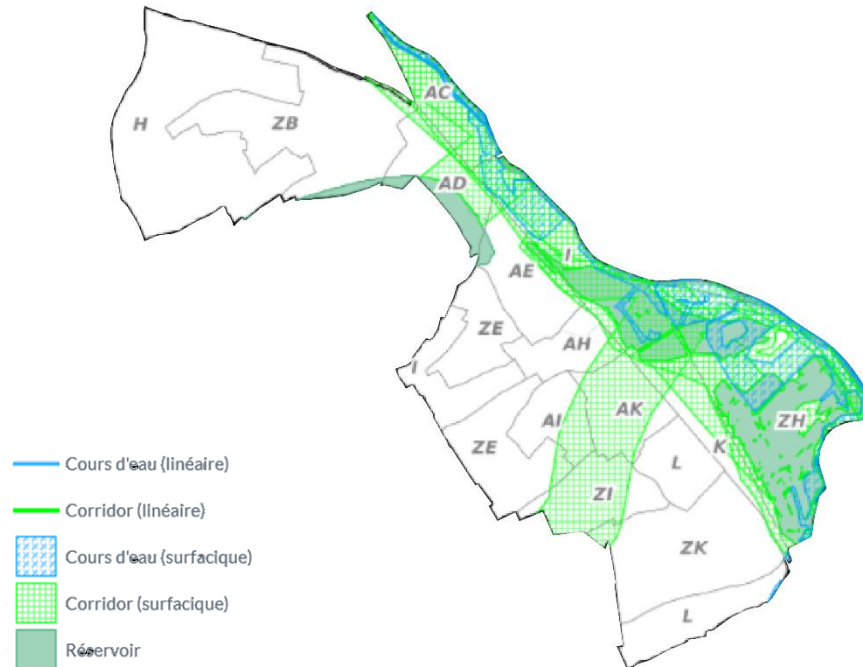 AC
H
ZB
AD
I
AE
ZE
AH
I
AI
AK
ZH
ZE
K
L
ZI
ZK
L
Cours d'eau (linéaire)
Corridor (linéaire)
Cours d'eau (surfacique)
Corridor (surfacique)
Réservoir